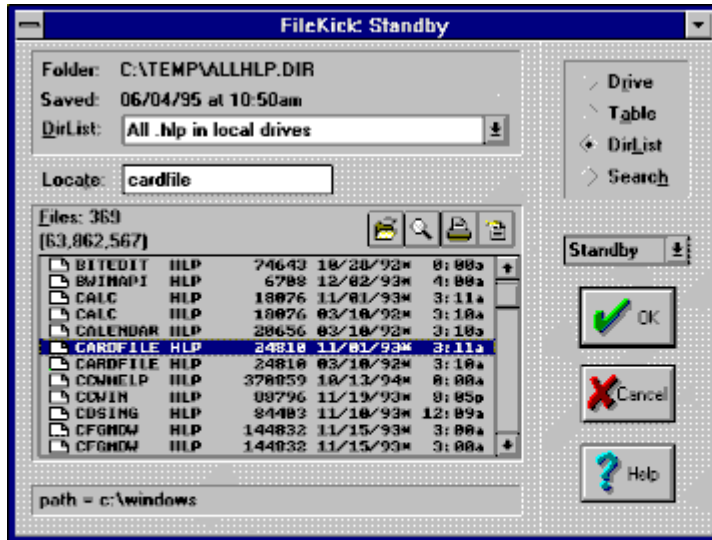 FileKick: Standby
Folder: C:\TEMP\ALLHLP.DIR
Saved: 06/04/95 at 10:50am
DirList: All .hlp in local drives
Locate: cardfile
Files: 369
(63,862,567)
BITEDIT HLP 74643 10/28/92* 0:00a
BWIMAPI HLP 6708 12/02/93* 4:00a
CALC HLP 18076 11/01/93* 3:11a
CALC HLP 18076 03/10/92* 3:10a
CALENDAR HLP 20656 03/10/92* 3:10a
CARDFILE HLP 24810 11/01/93* 3:11a
CARDFILE HLP 24810 03/10/92* 3:10a
CCWHELP HLP 370859 10/13/94* 0:00a
CCWIN HLP 88796 11/19/93* 8:05p
CDSING HLP 84403 11/10/93* 12:09a
CFGMDW HLP 144832 11/15/93* 3:00a
CFGMDW HLP 144832 11/15/93* 3:00a
path = c:\windows
Drive
Table
DirList
Search
Standby
OK
Cancel
Help